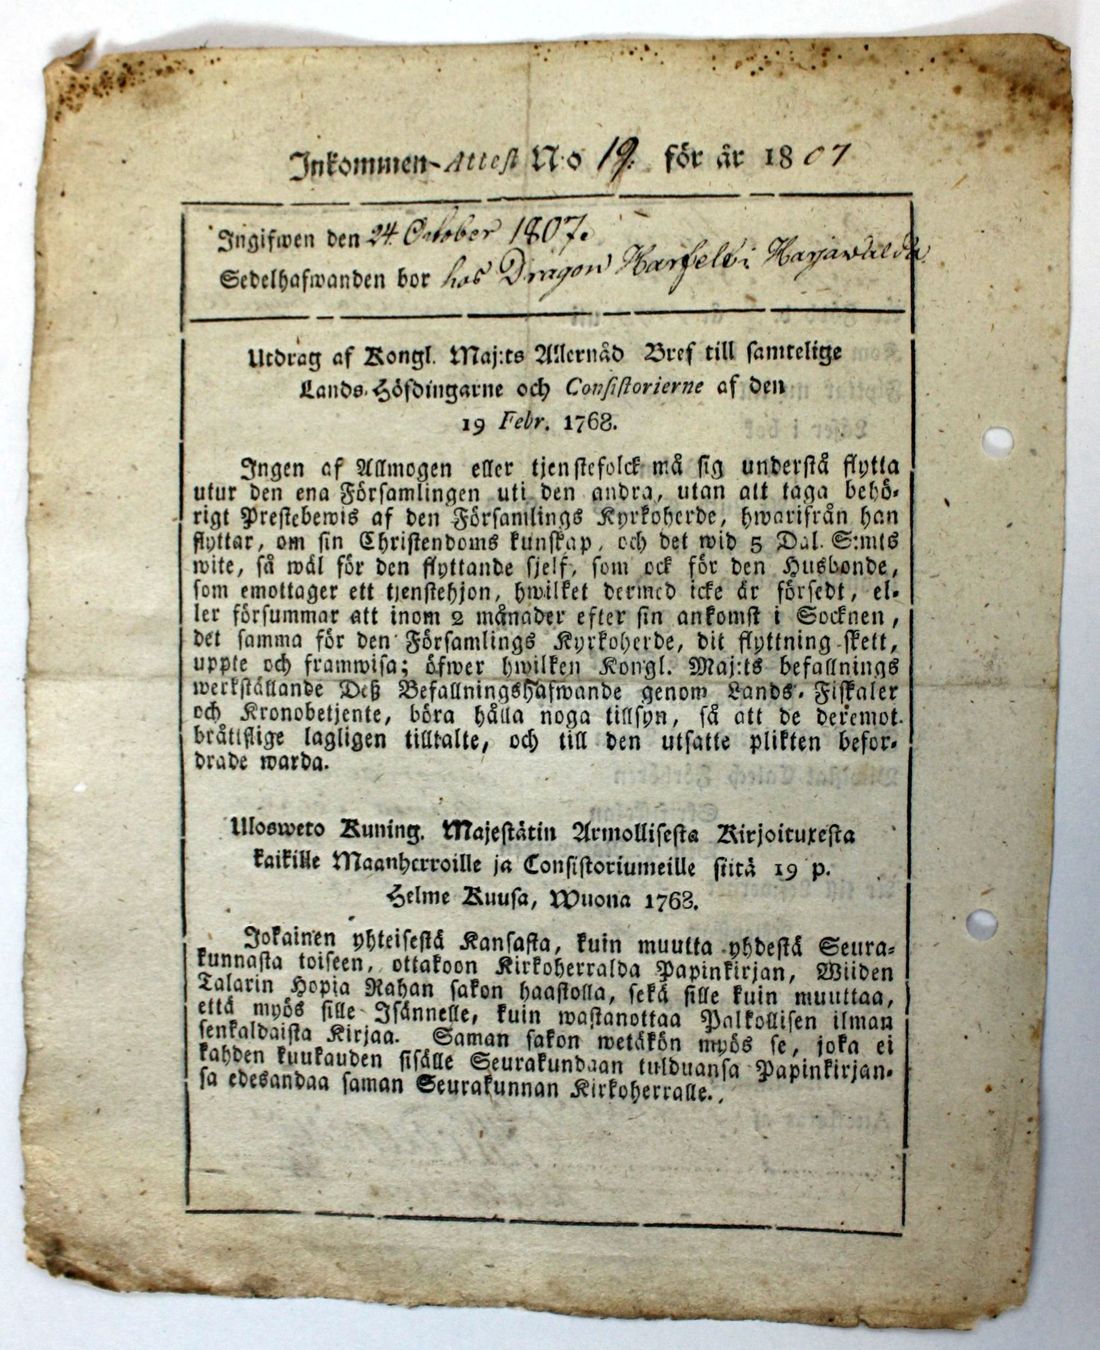 Inkommen Attest No 19. för år 1807
Ingifwen den 24 October 1807.
Sedelhafwanden bor hos Dragon Harfelt i Harjawalda
Utdrag af Kongl. Maj:ts Allernåd Bref till samtelige
Lands-Höfdingarne och Consistorierne af den
19 Febr. 1768.
Ingen af Allmogen eller tjenstefolck må sig understå flytta
utur den ena Församlingen uti den andra, utan att taga behö-
rigt Prestebewis af den Församlings Kyrkoherde, hwarifrån han
flyttar, om sin Christendoms kunskap, och det wid 5 Dal. S:mts
wite, så wäl för den flyttande sjelf, som ock för den Husbonde,
som emottager ett tjenstehjon, hwilket dermed icke är försedt, el-
ler försummar att inom 2 månader efter sin ankomst i Socknen,
det samma för den Församlings Kyrkoherde, dit flyttning skett,
uppte och framwisa; öfwer hwilken Kongl. Maj:ts befallnings
werkställande Deß Befallningshafwande genom Lands-Fiskaler
och Kronobetjente, böra hålla noga tillsyn, så att de deremot
bråttslige lagligen tilltalte, och till den utsatte plikten befor-
drade warda.
Ulosweto Kuning. Majestätin Armollisesta Kirjoituxesta
kaikille Maanherroille ja Consistoriumeille siitä 19 p.
Helme Kuusa, Wuona 1768.
Jokainen yhteisestä Kansasta, kuin muutta yhdestä Seura-
kunnasta toiseen, ottakoon Kirkoherralda Papinkirjan, Wiiden
Talarin Hopia Rahan sakon haastolla, sekä sille kuin muuttaa,
että myös sille Isännelle, kuin wastanottaa Palkollisen ilman
senkaldaista Kirjaa. Saman sakon wetäkön myös se, joka ei
kahden kuukauden sisälle Seurakundaan tulduansa Papinkirjan-
sa edesandaa saman Seurakunnan Kirkoherralle.